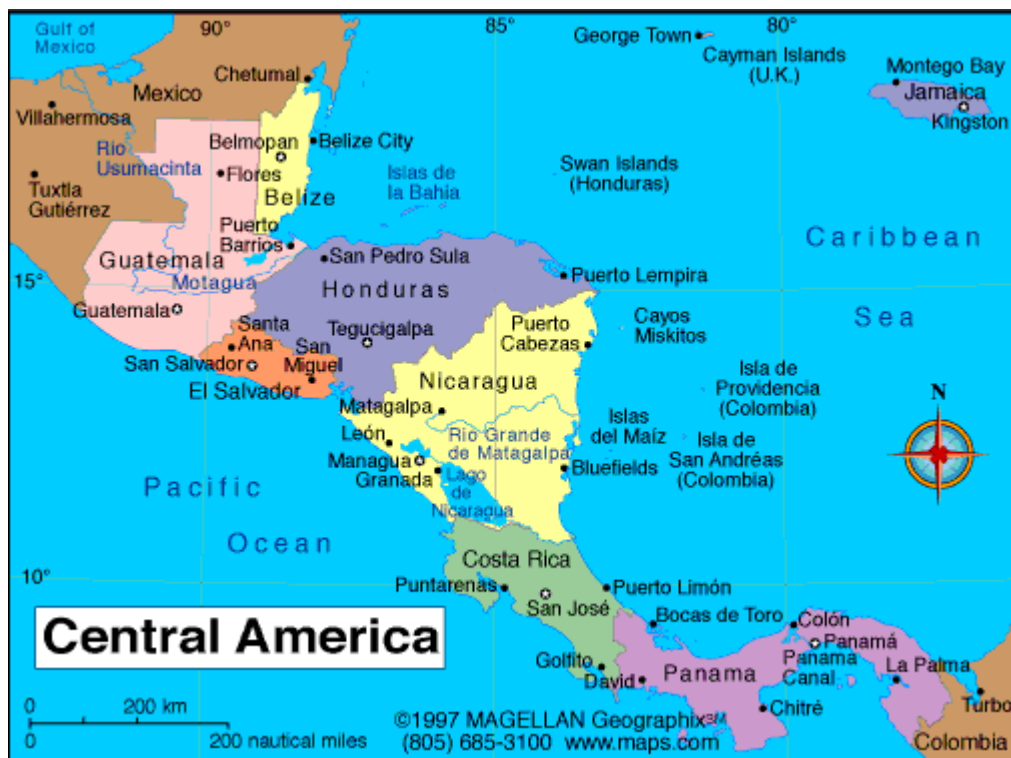 Gulf of
Mexico
90°
85°
80°
George Town
Cayman Islands
(U.K.)
Montego Bay
Jamaica
Kingston
Chetumal
Mexico
Villahermosa
Belmopan
Belize City
Rio
Usumacinta
Flores
Belize
Tuxtla
Gutiérrez
Islas de
la Bahía
Swan Islands
(Honduras)
Puerto
Barrios
Caribbean
Sea
Guatemala
Motagua
San Pedro Sula
Puerto Lempira
15°
Honduras
Guatemala
Santa
Ana
Tegucigalpa
Puerto
Cabezas
Cayos
Miskitos
San Salvador
San
Miguel
El Salvador
Nicaragua
Isla de
Providencia
(Colombia)
N
Matagalpa
León
Rio Grande
de Matagalpa
Islas
del Maíz
Isla de
San Andréas
(Colombia)
Managua
Granada
Bluefields
Lago
de
Nicaragua
Pacific
Ocean
Costa Rica
10°
Puntarenas
San José
Puerto Limón
Bocas de Toro
Colón
Panamá
Panama
Canal
Central America
Golfito
David
Panama
La Palma
Chitré
Turbo
Colombia
0
200 km
0
200 nautical miles
©1997 MAGELLAN Geographix℠
(805) 685-3100 www.maps.com